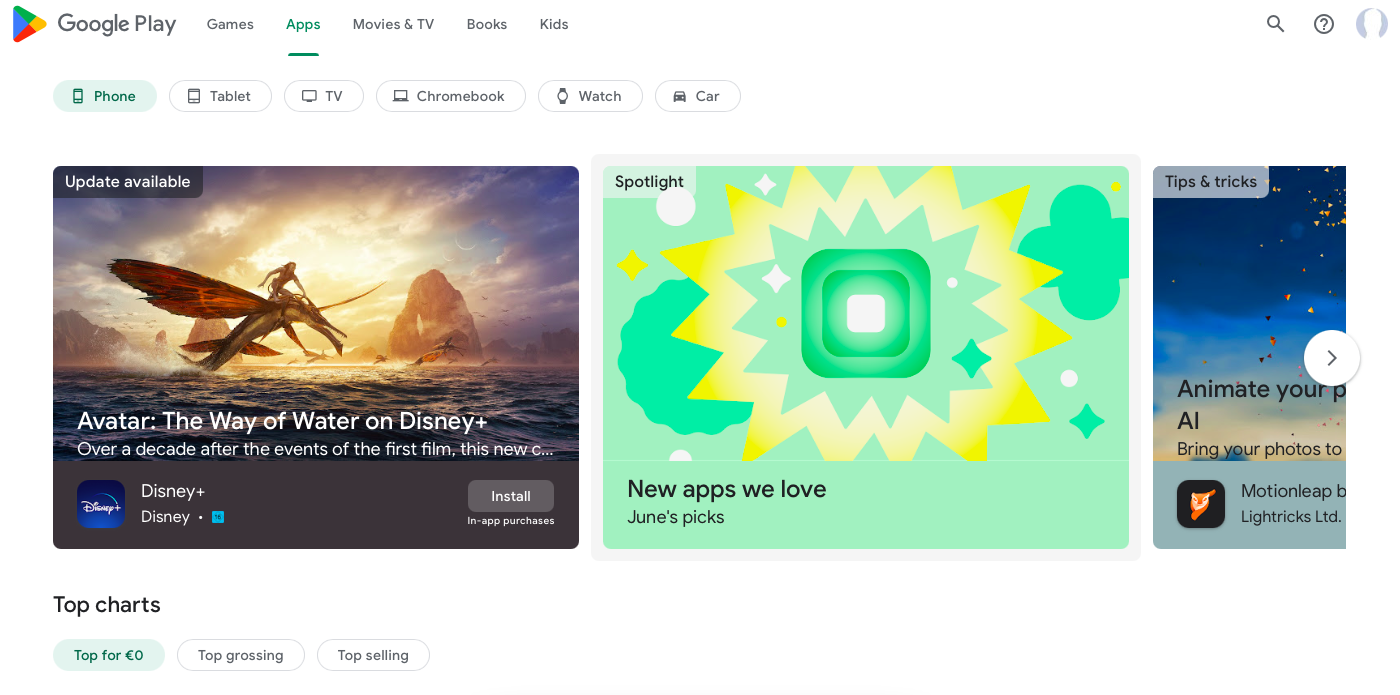 Google Play
Games
Apps
Movies & TV
Books
Kids
Phone
Tablet
TV
Chromebook
Watch
Car
Update available
Avatar: The Way of Water on Disney+
Over a decade after the events of the first film, this new c...
Disney+
Disney+
Disney •
16
Install
In-app purchases
Spotlight
New apps we love
June's picks
Tips & tricks
Animate your p
AI
Bring your photos to
Motionleap b
Lightricks Ltd.
Top charts
Top for €0
Top grossing
Top selling